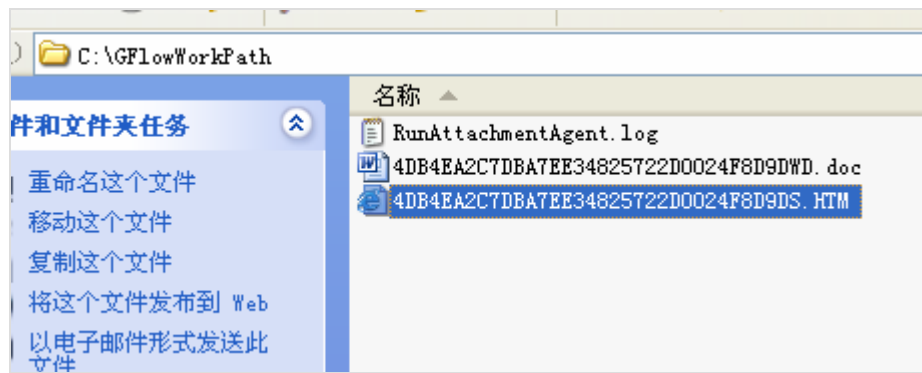 C:\GFlowWorkPath
名称
件和文件夹任务
RunAttachmentAgent.log
4DB4EA2C7DBA7EE34825722D0024F8D9DWD.doc
4DB4EA2C7DBA7EE34825722D0024F8D9DS.HTM
重命名这个文件
移动这个文件
复制这个文件
将这个文件发布到 Web
以电子邮件形式发送此
文件